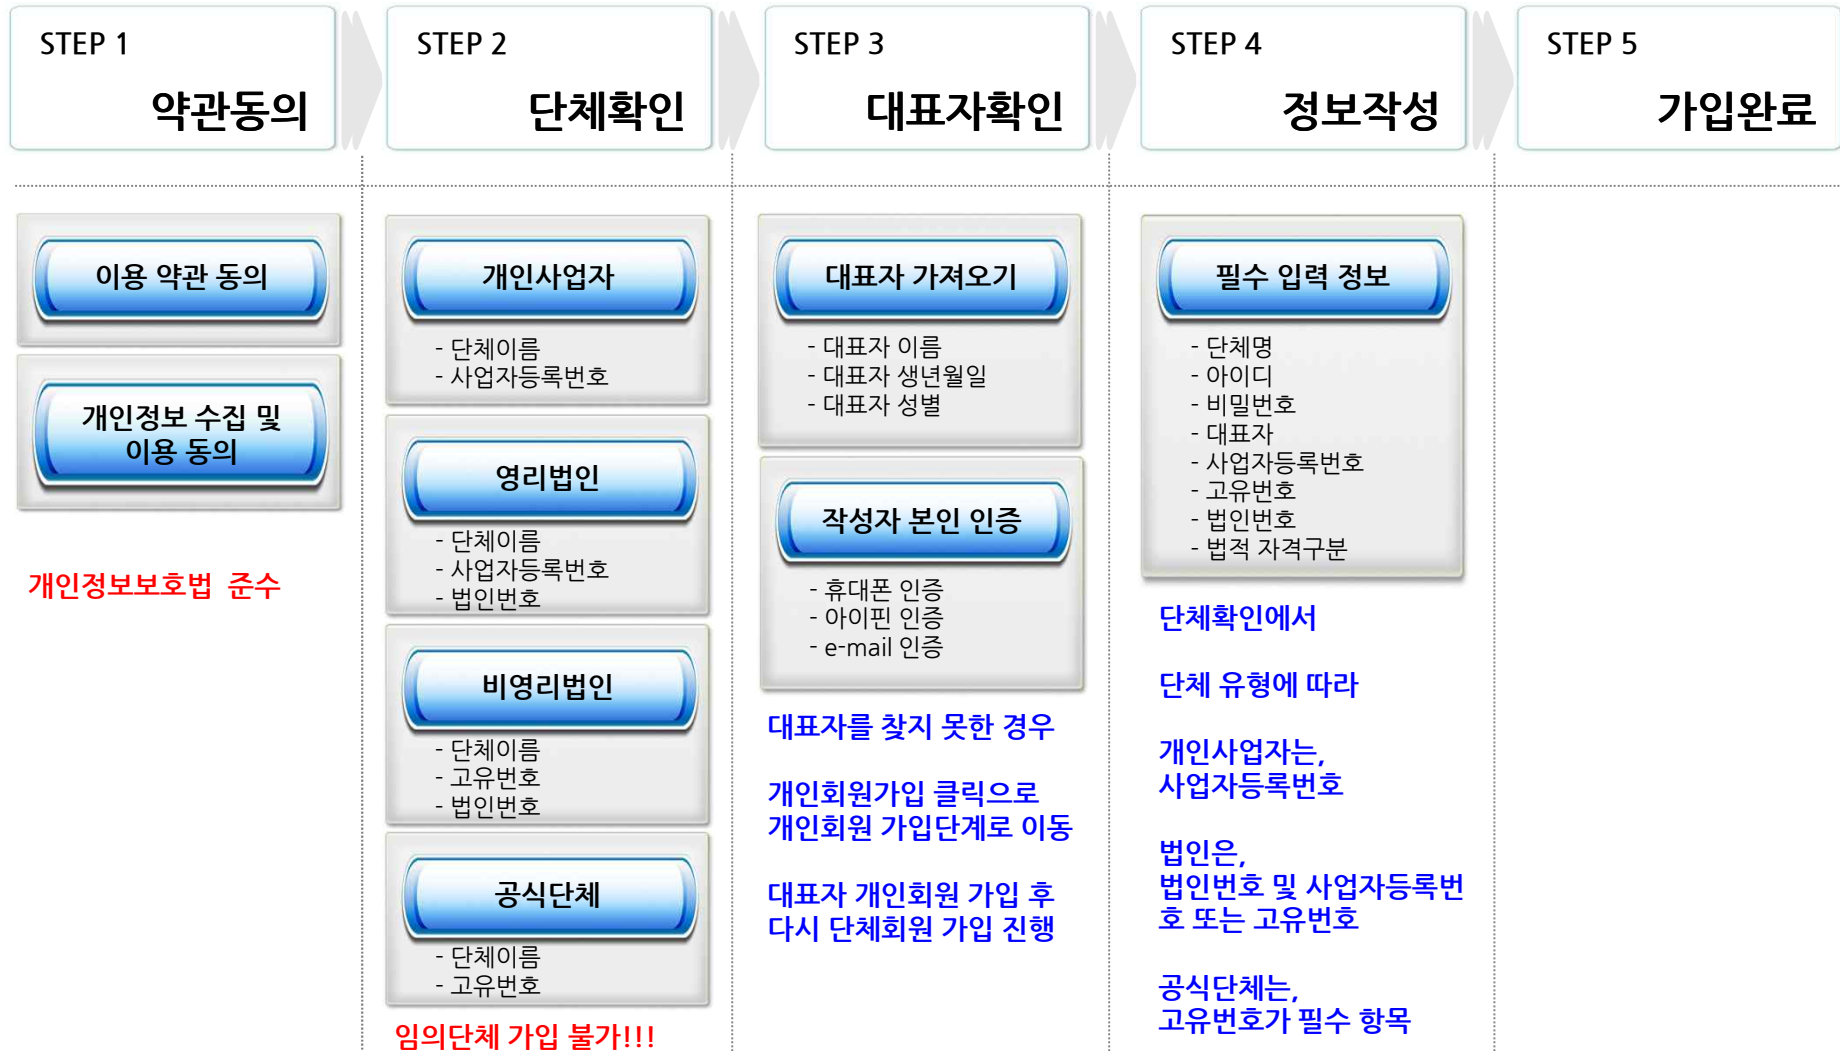 STEP 1
약관동의
STEP 2
단체확인
STEP 3
대표자확인
STEP 4
정보작성
STEP 5
가입완료
이용 약관 동의
개인정보 수집 및
이용 동의
개인정보보호법 준수
개인사업자
- 단체이름
- 사업자등록번호
영리법인
- 단체이름
- 사업자등록번호
- 법인번호
비영리법인
- 단체이름
- 고유번호
- 법인번호
공식단체
- 단체이름
- 고유번호
임의단체 가입 불가!!!
대표자 가져오기
- 대표자 이름
- 대표자 생년월일
- 대표자 성별
작성자 본인 인증
- 휴대폰 인증
- 아이핀 인증
- e-mail 인증
대표자를 찾지 못한 경우
개인회원가입 클릭으로
개인회원 가입단계로 이동
대표자 개인회원 가입 후
다시 단체회원 가입 진행
필수 입력 정보
- 단체명
- 아이디
- 비밀번호
- 대표자
- 사업자등록번호
- 고유번호
- 법인번호
- 법적 자격구분
단체확인에서
단체 유형에 따라
개인사업자는,
사업자등록번호
법인은,
법인번호 및 사업자등록번
호 또는 고유번호
공식단체는,
고유번호가 필수 항목